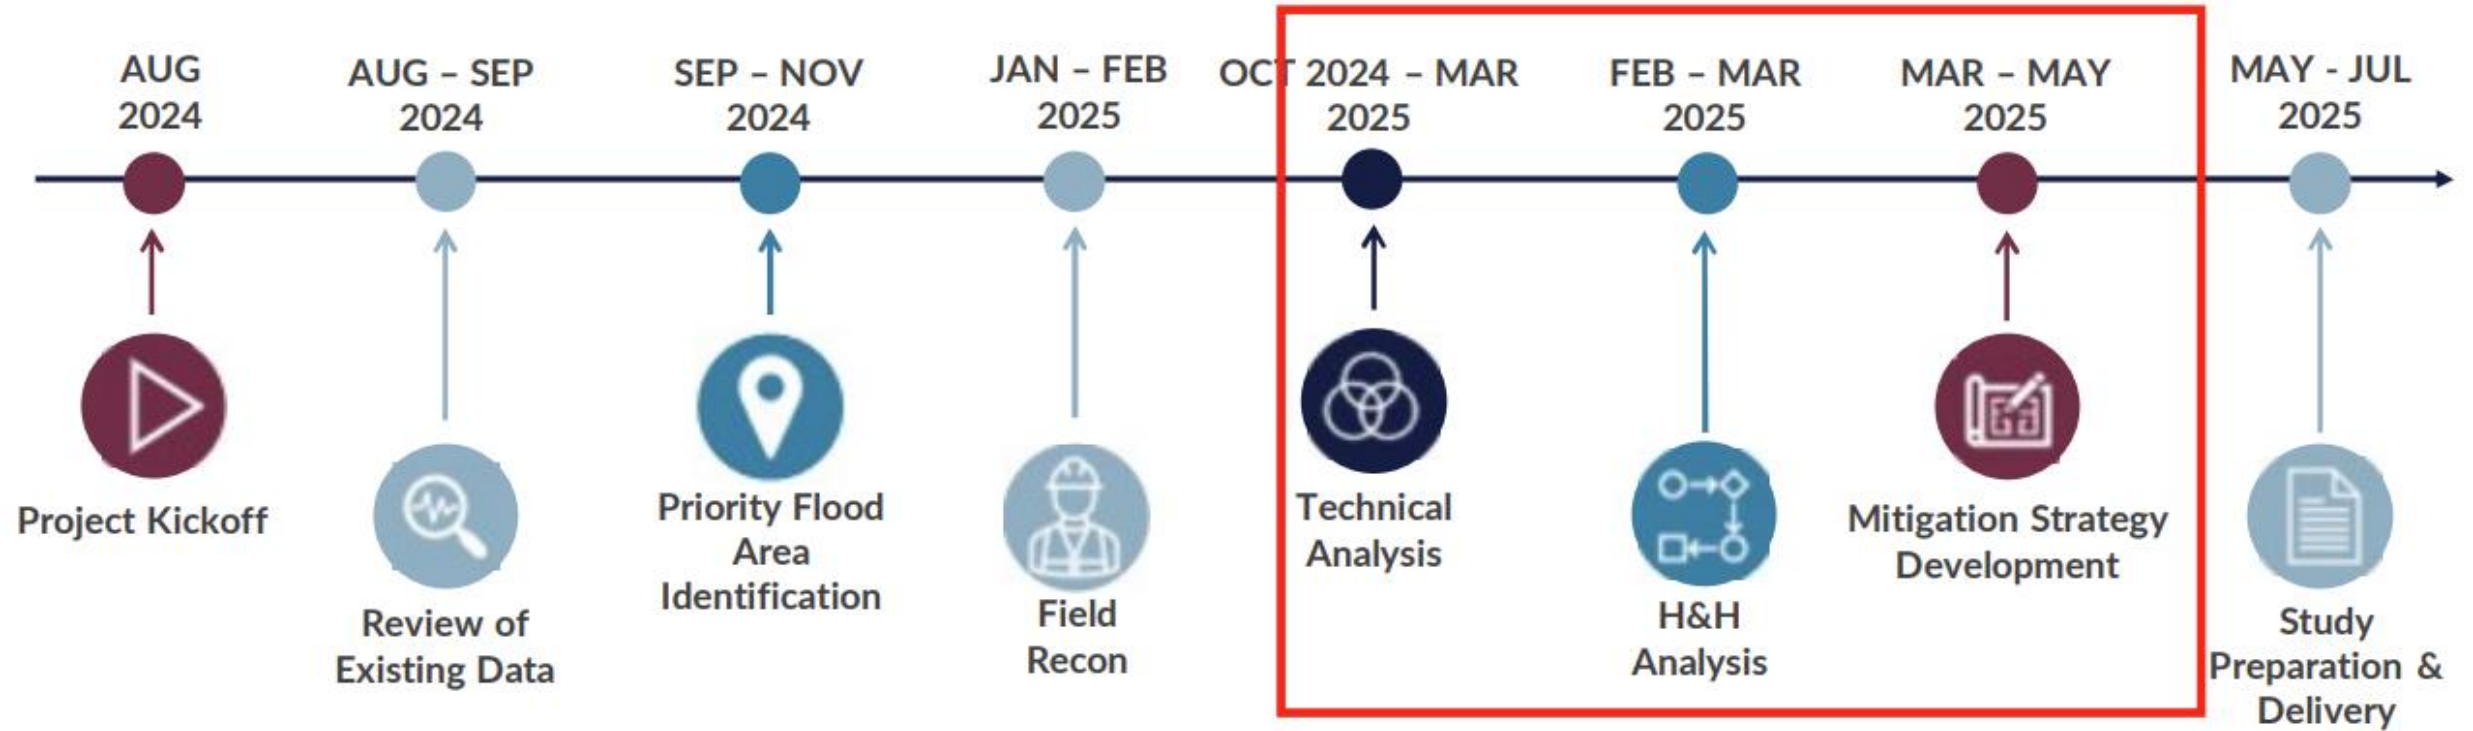 AUG
2024
AUG – SEP
2024
SEP – NOV
2024
JAN – FEB
2025
OCT 2024 – MAR
2025
FEB – MAR
2025
MAR – MAY
2025
MAY - JUL
2025
Project Kickoff
Review of
Existing Data
Priority Flood
Area
Identification
Field
Recon
Technical
Analysis
H&H
Analysis
Mitigation Strategy
Development
Study
Preparation &
Delivery